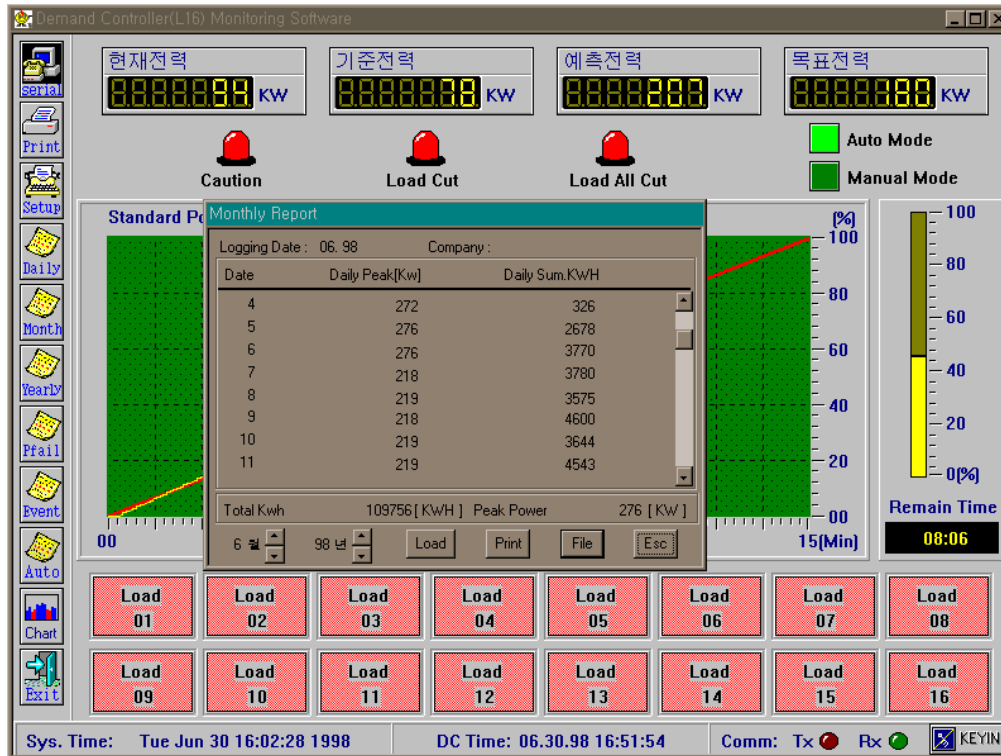 Demand Controller(L16) Monitoring Software
serial
Print
Setup
Daily
Month
Yearly
Pfail
Event
Auto
Chart
Exit
현재전력
94 KW
기준전력
78 KW
예측전력
207 KW
목표전력
180 KW
Caution
Load Cut
Load All Cut
Auto Mode
Manual Mode
Standard
(%)
100
80
60
40
20
00
00
15(Min)
100
80
60
40
20
0(%)
Remain Time
08:06
Monthly Report
Logging Date : 06. 98 Company :
Date Daily Peak[Kw] Daily Sum.KWH
4 272 326
5 276 2678
6 276 3770
7 218 3780
8 219 3575
9 218 4600
10 219 3644
11 219 4543
Total Kwh 109756 [ KWH ] Peak Power 276 [ KW ]
6 월 98 년 Load Print File Esc
Load 01
Load 02
Load 03
Load 04
Load 05
Load 06
Load 07
Load 08
Load 09
Load 10
Load 11
Load 12
Load 13
Load 14
Load 15
Load 16
Sys. Time: Tue Jun 30 16:02:28 1998 DC Time: 06.30.98 16:51:54 Comm: Tx Rx KEYIN